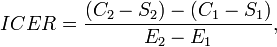 ICER = \frac{(C_2 - S_2) - (C_1 - S_1)}{E_2 - E_1},